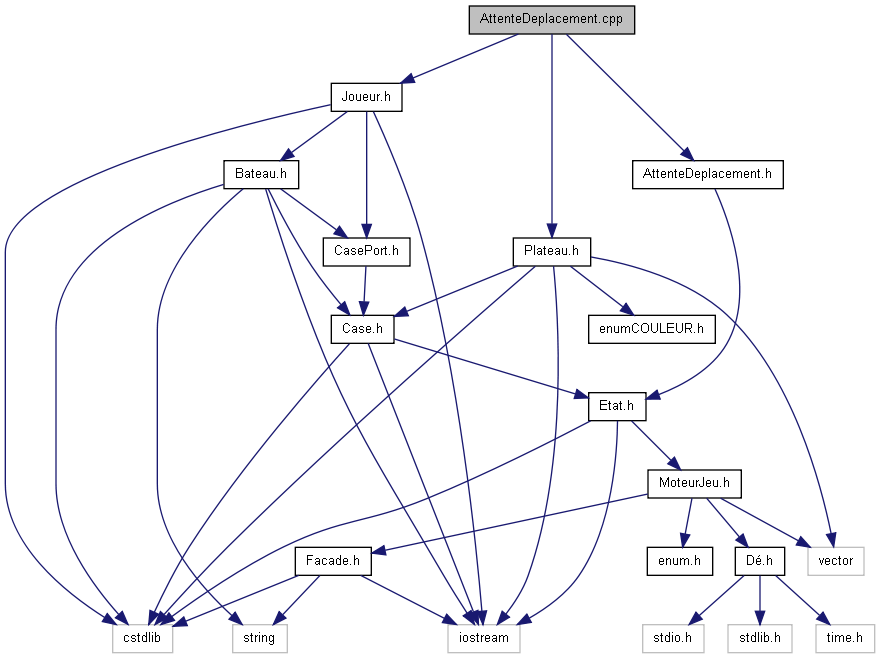 AttenteDeplacement.cpp
Joueur.h
Bateau.h
AttenteDeplacement.h
CasePort.h
Plateau.h
Case.h
enumCOULEUR.h
Etat.h
MoteurJeu.h
Facade.h
enum.h
Dé.h
vector
cstdlib
string
iostream
stdio.h
stdlib.h
time.h